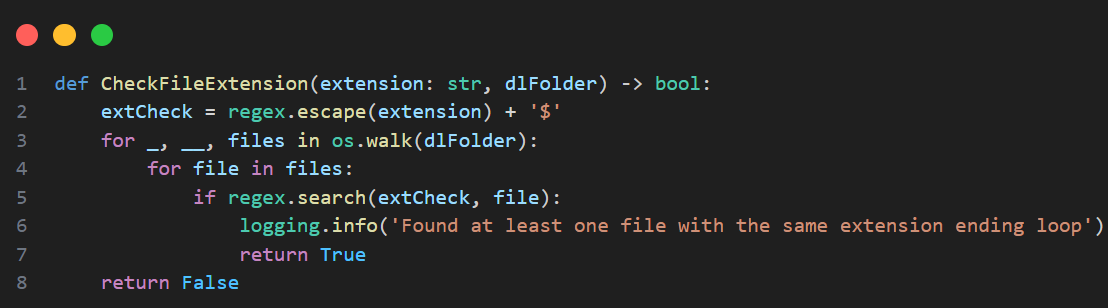 1 def CheckFileExtension(extension: str, dlFolder) -> bool:
2     extCheck = regex.escape(extension) + '$'
3     for _, __, files in os.walk(dlFolder):
4         for file in files:
5             if regex.search(extCheck, file):
6                 logging.info('Found at least one file with the same extension ending loop')
7                 return True
8     return False